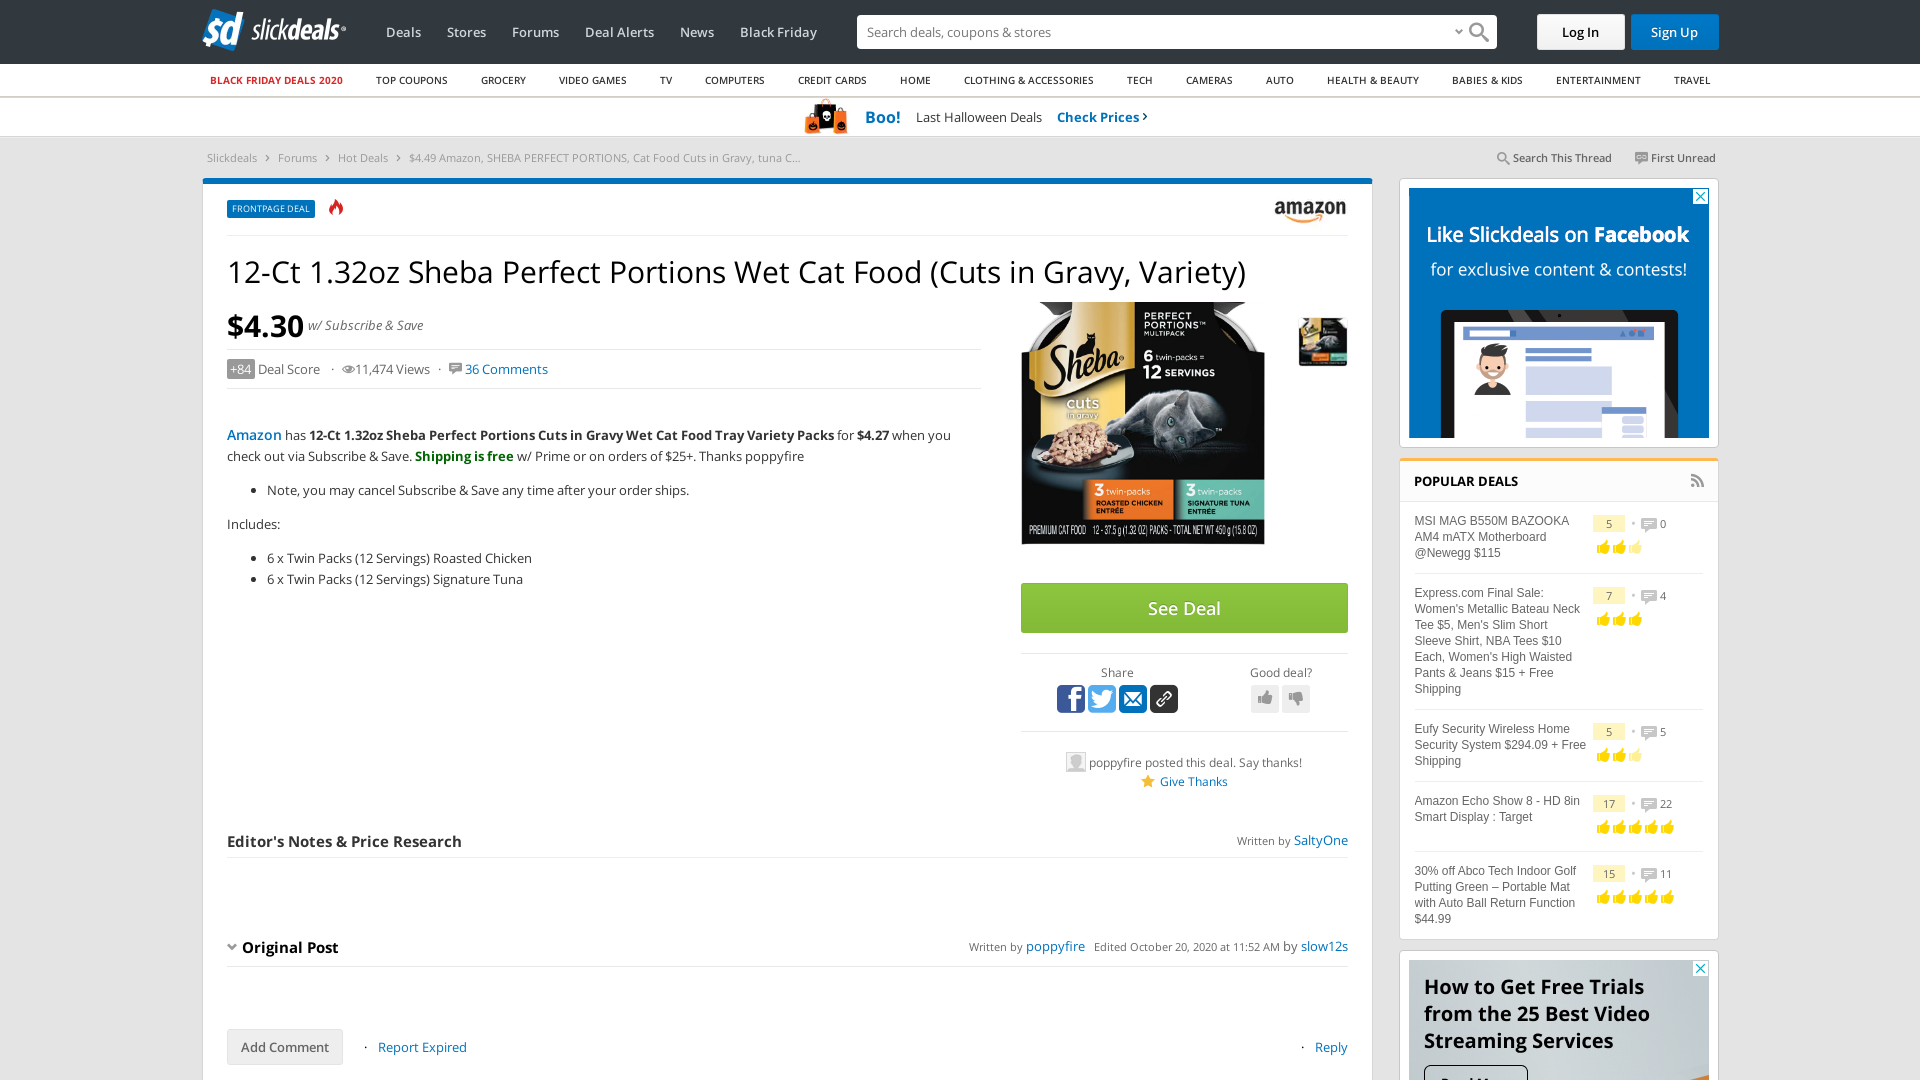 slickdeals
Deals
Stores
Forums
Deal Alerts
News
Black Friday
Search deals, coupons & stores
Log In
Sign Up
BLACK FRIDAY DEALS 2020
TOP COUPONS
GROCERY
VIDEO GAMES
TV
COMPUTERS
CREDIT CARDS
HOME
CLOTHING & ACCESSORIES
TECH
CAMERAS
AUTO
HEALTH & BEAUTY
BABIES & KIDS
ENTERTAINMENT
TRAVEL
Boo! Last Halloween Deals Check Prices ›
Slickdeals › Forums › Hot Deals › $4.49 Amazon, SHEBA PERFECT PORTIONS, Cat Food Cuts in Gravy, tuna C...
Search This Thread
First Unread
FRONTPAGE DEAL
amazon
12-Ct 1.32oz Sheba Perfect Portions Wet Cat Food (Cuts in Gravy, Variety)
$4.30 w/ Subscribe & Save
+84 Deal Score · 11,474 Views · 36 Comments
Amazon has 12-Ct 1.32oz Sheba Perfect Portions Cuts in Gravy Wet Cat Food Tray Variety Packs for $4.27 when you
check out via Subscribe & Save. Shipping is free w/ Prime or on orders of $25+. Thanks poppyfire
• Note, you may cancel Subscribe & Save any time after your order ships.
Includes:
• 6 x Twin Packs (12 Servings) Roasted Chicken
• 6 x Twin Packs (12 Servings) Signature Tuna
PERFECT
PORTIONS™
MULTIPACK
Sheba
6 twin-packs =
12 SERVINGS
cuts
in gravy
3 twin-packs
ROASTED CHICKEN
ENTRÉE
3 twin-packs
SIGNATURE TUNA
ENTRÉE
PREMIUM CAT FOOD 12 - 37.5 g (1.32 OZ) PACKS - TOTAL NET WT 450 g (15.8 OZ)
See Deal
Share
Good deal?
poppyfire posted this deal. Say thanks!
Give Thanks
Editor's Notes & Price Research
Written by SaltyOne
Original Post
Written by poppyfire Edited October 20, 2020 at 11:52 AM by slow12s
Add Comment
· Report Expired
· Reply
Like Slickdeals on Facebook
for exclusive content & contests!
POPULAR DEALS
MSI MAG B550M BAZOOKA
AM4 mATX Motherboard
@Newegg $115
5 • 0
Express.com Final Sale:
Women's Metallic Bateau Neck
Tee $5, Men's Slim Short
Sleeve Shirt, NBA Tees $10
Each, Women's High Waisted
Pants & Jeans $15 + Free
Shipping
7 • 4
Eufy Security Wireless Home
Security System $294.09 + Free
Shipping
5 • 5
Amazon Echo Show 8 - HD 8in
Smart Display : Target
17 • 22
30% off Abco Tech Indoor Golf
Putting Green – Portable Mat
with Auto Ball Return Function
$44.99
15 • 11
How to Get Free Trials
from the 25 Best Video
Streaming Services